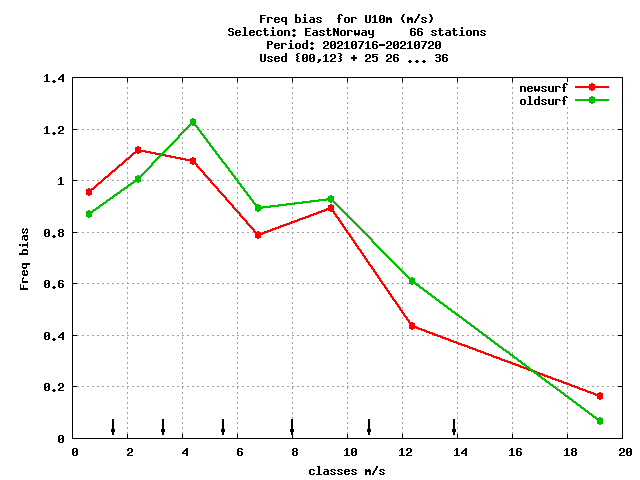 Freq bias  for U10m (m/s)
Selection: EastNorway     66 stations
Period: 20210716-20210720
Used {00,12} + 25 26 ... 36
1.4
1.2
1
0.8
0.6
0.4
0.2
0
Freq bias
newsurf
oldsurf
0 2 4 6 8 10 12 14 16 18 20
classes m/s